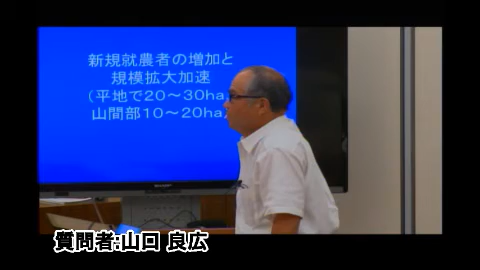 新規就農者の増加と
規模拡大加速
（平地で20～30ha
山間部10～20ha
SHARP
質問者:山口 良広